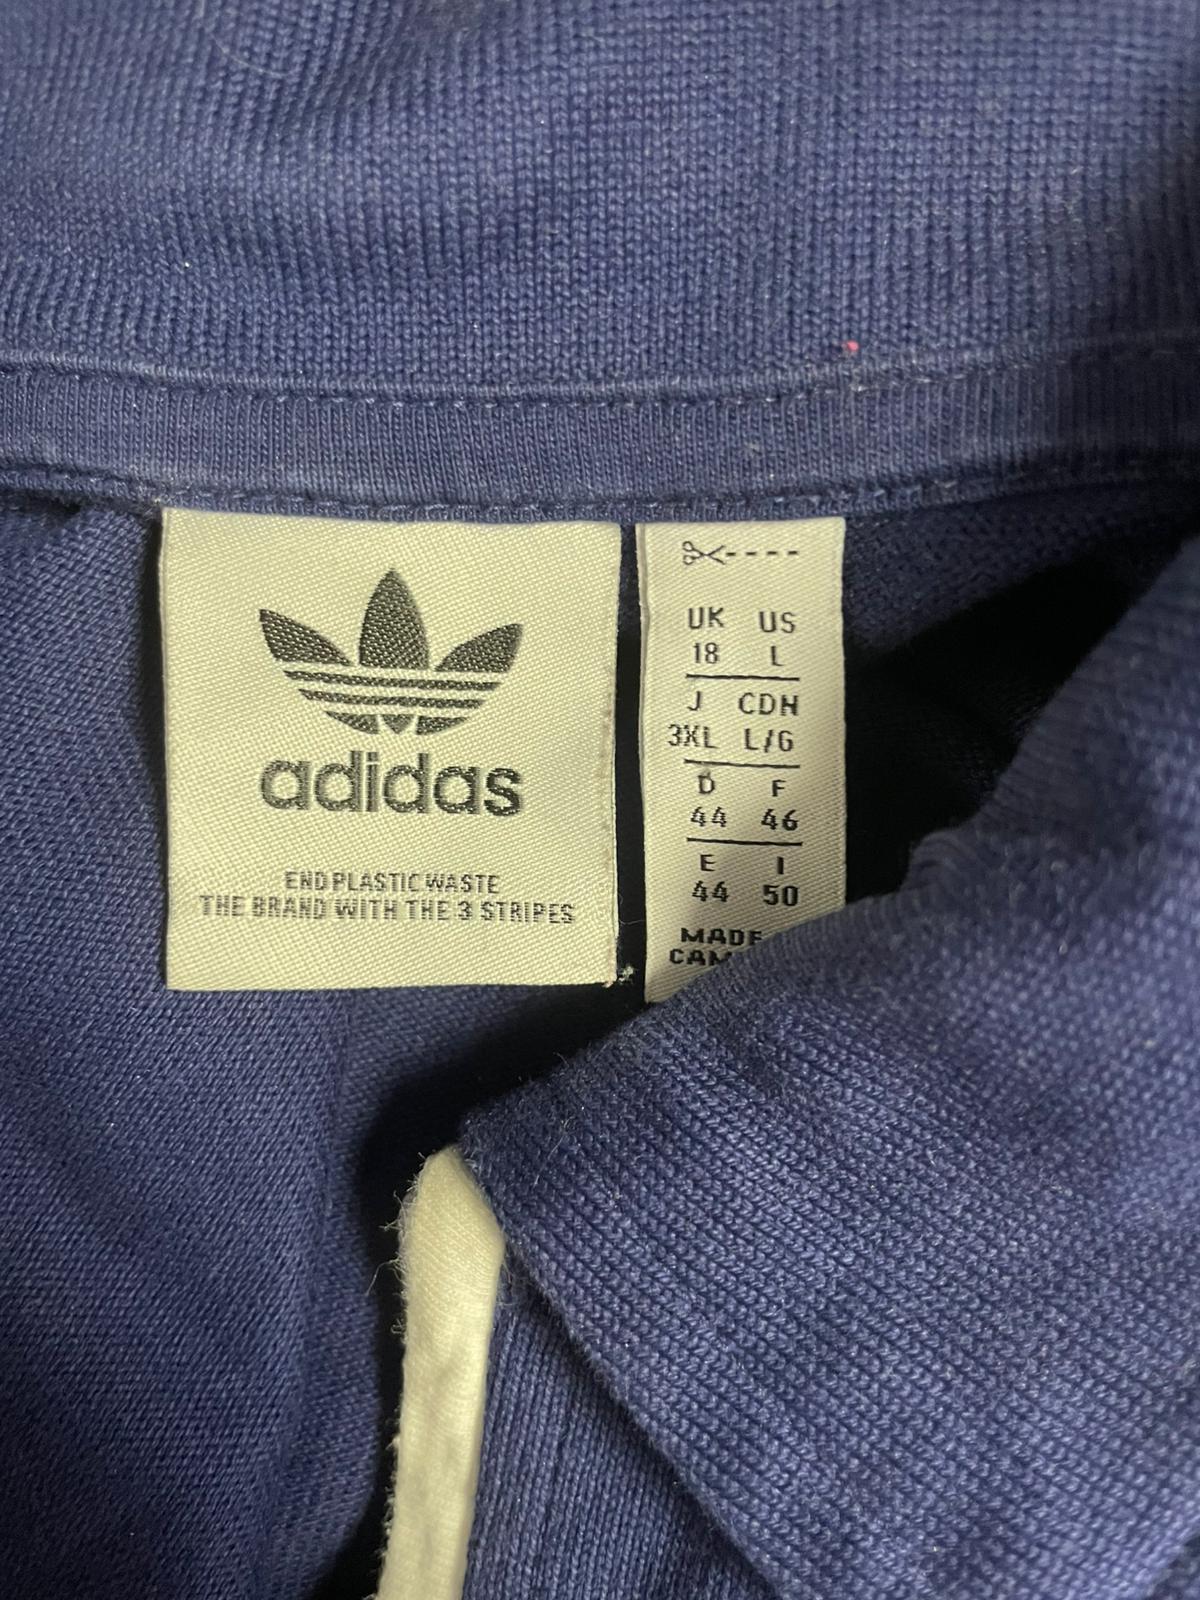 adidas
END PLASTIC WASTE
THE BRAND WITH THE 3 STRIPES
UK US
18 L
J CDN
3XL L/G
D F
44 46
E I
44 50
MADE